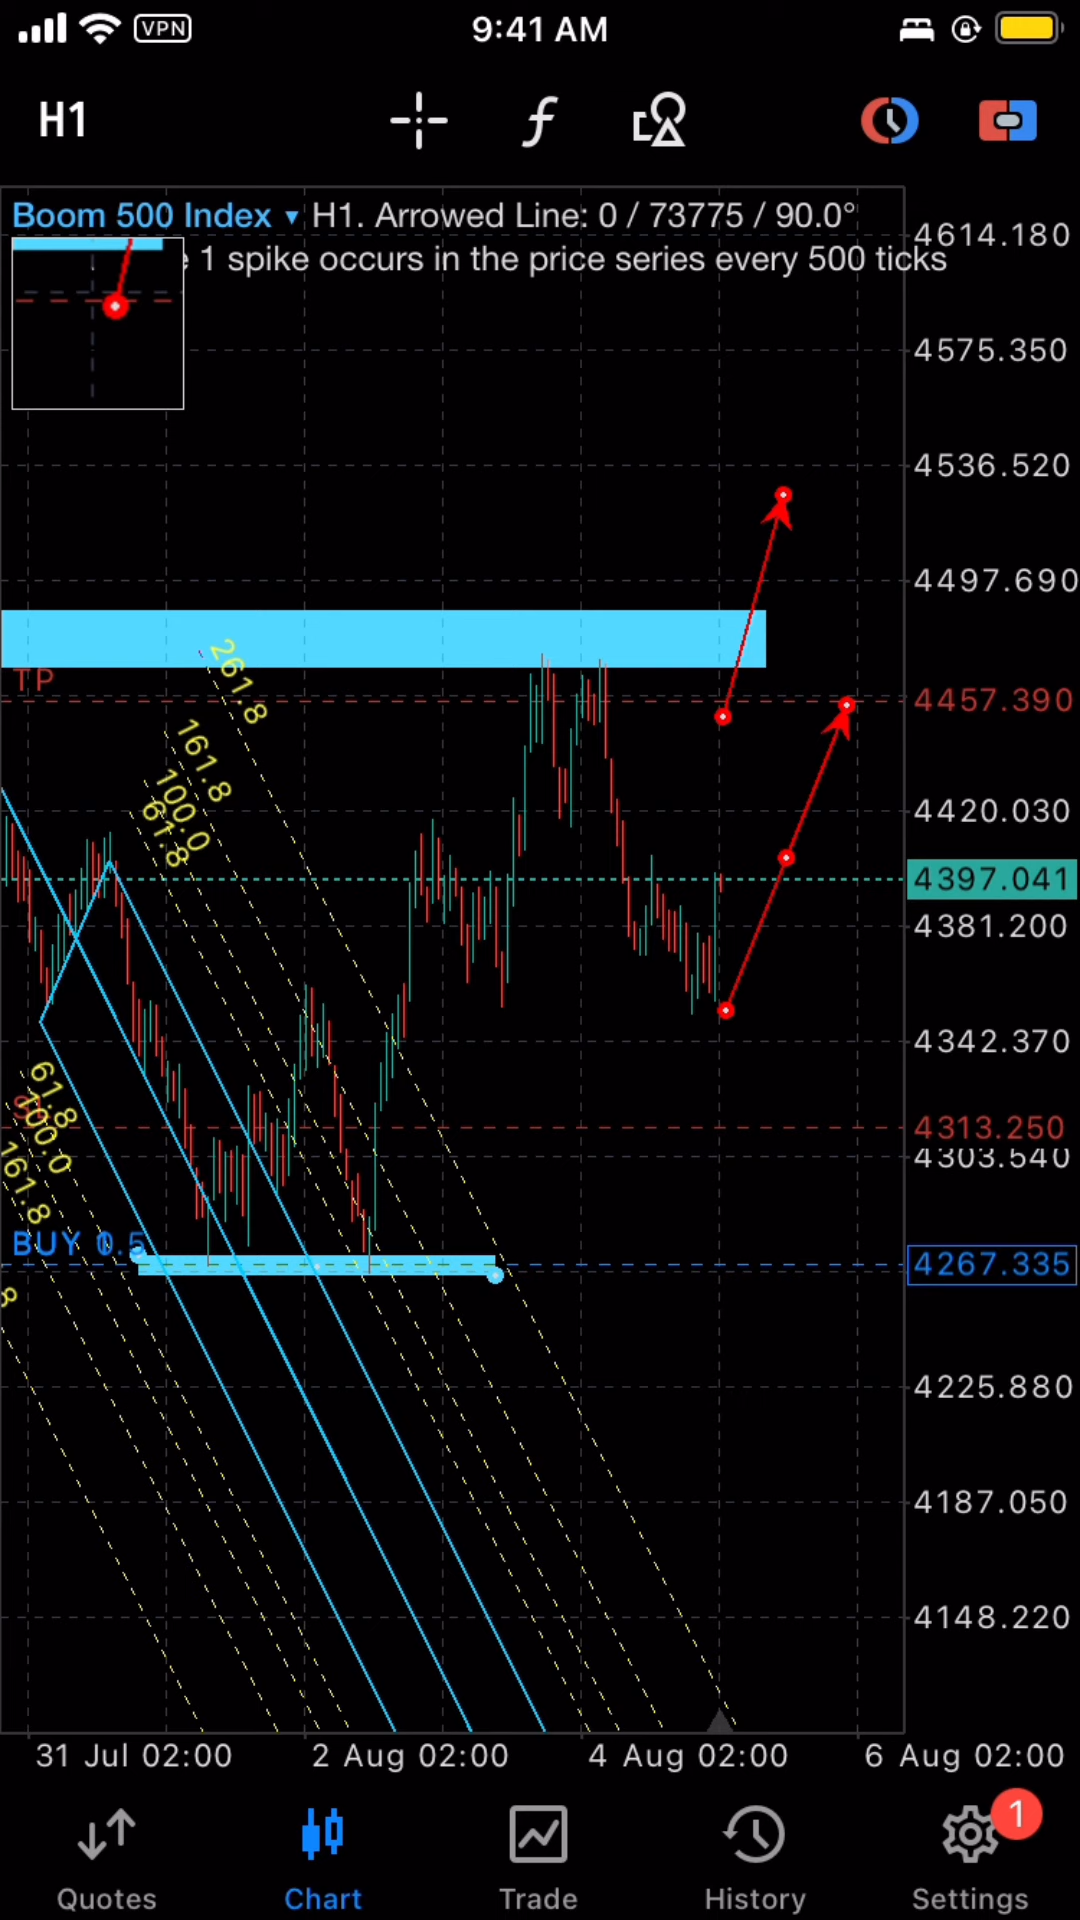 VPN
9:41 AM
H1
Boom 500 Index ▾ H1. Arrowed Line: 0 / 73775 / 90.0°
1 spike occurs in the price series every 500 ticks
4614.180
4575.350
4536.520
4497.690
261.8
TP
4457.390
161.8
100.0
61.8
4420.030
4397.041
4381.200
4342.370
61.8
100.0
161.8
4313.250
4303.540
BUY 0.5
4267.335
4225.880
4187.050
4148.220
31 Jul 02:00 2 Aug 02:00 4 Aug 02:00 6 Aug 02:00
1
Quotes Chart Trade History Settings